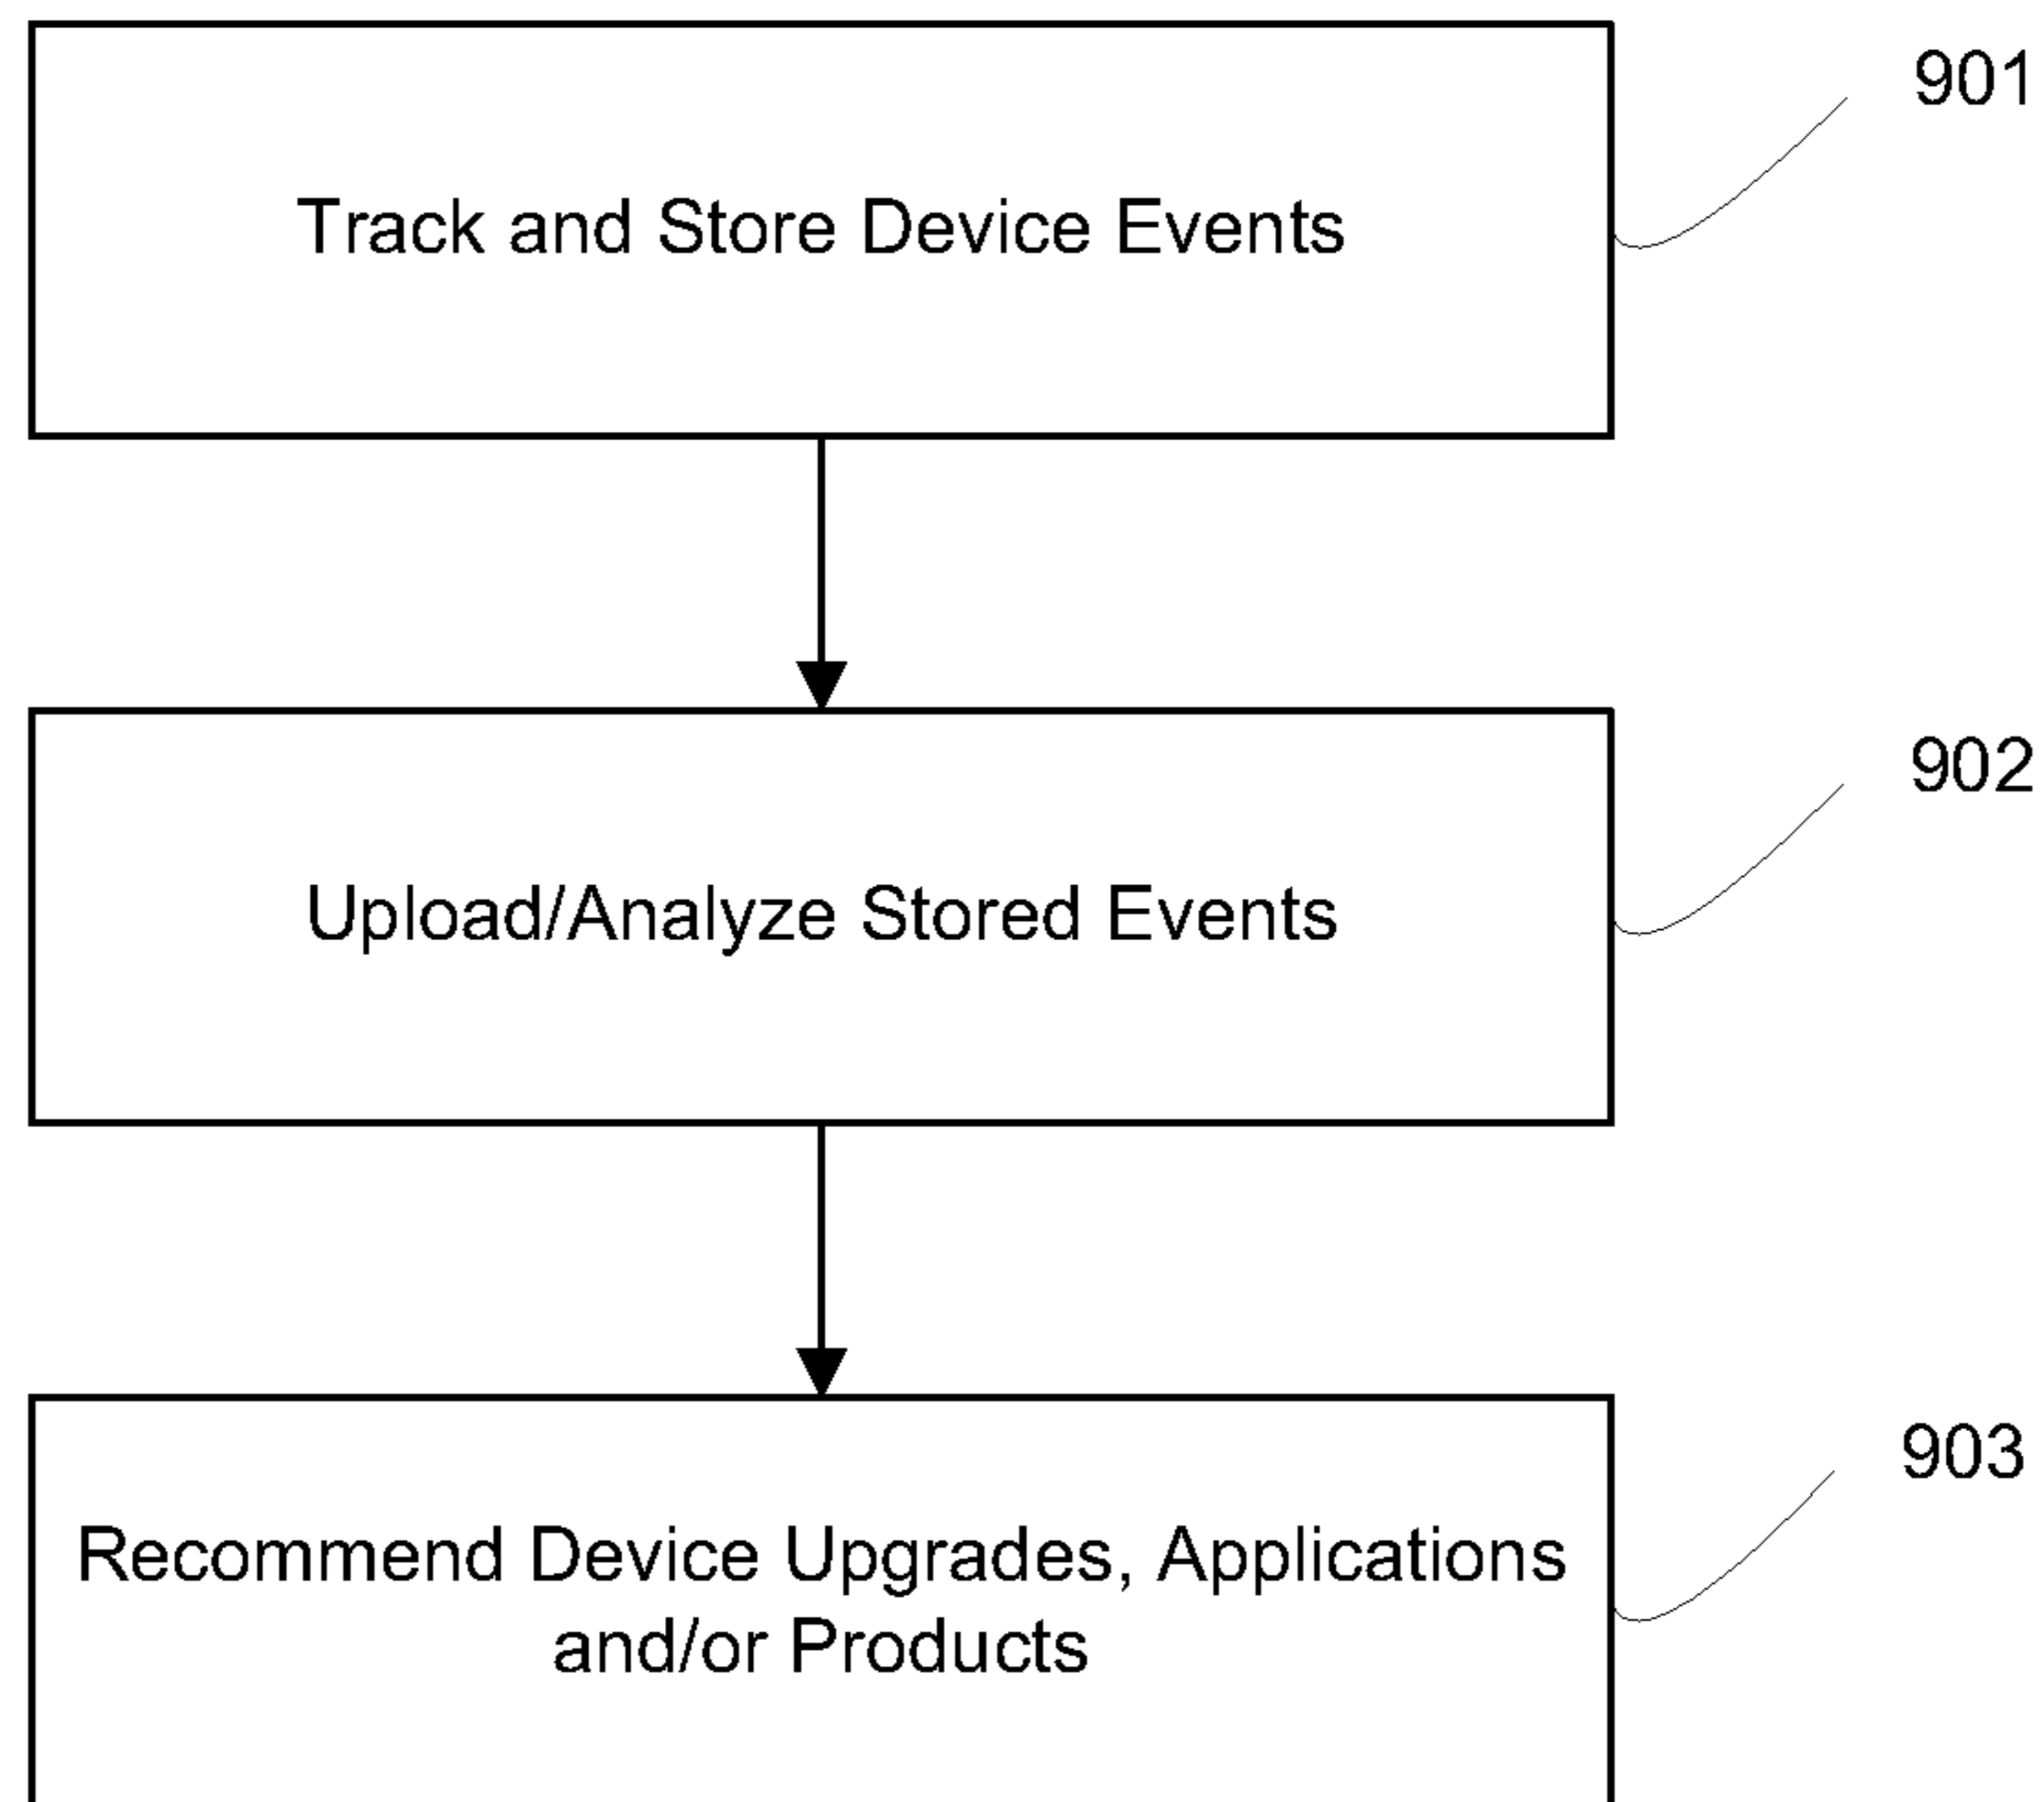 901
Track and Store Device Events
902
Upload/Analyze Stored Events
903
Recommend Device Upgrades, Applications
and/or Products